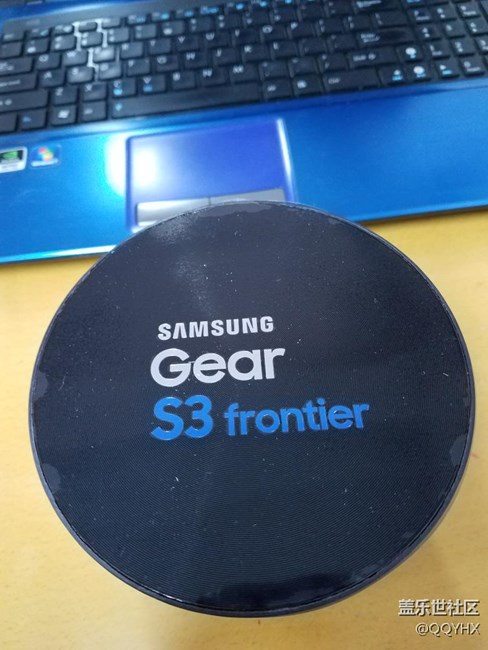 SAMSUNG
Gear
S3 frontier
盖乐世社区
@QQYHX